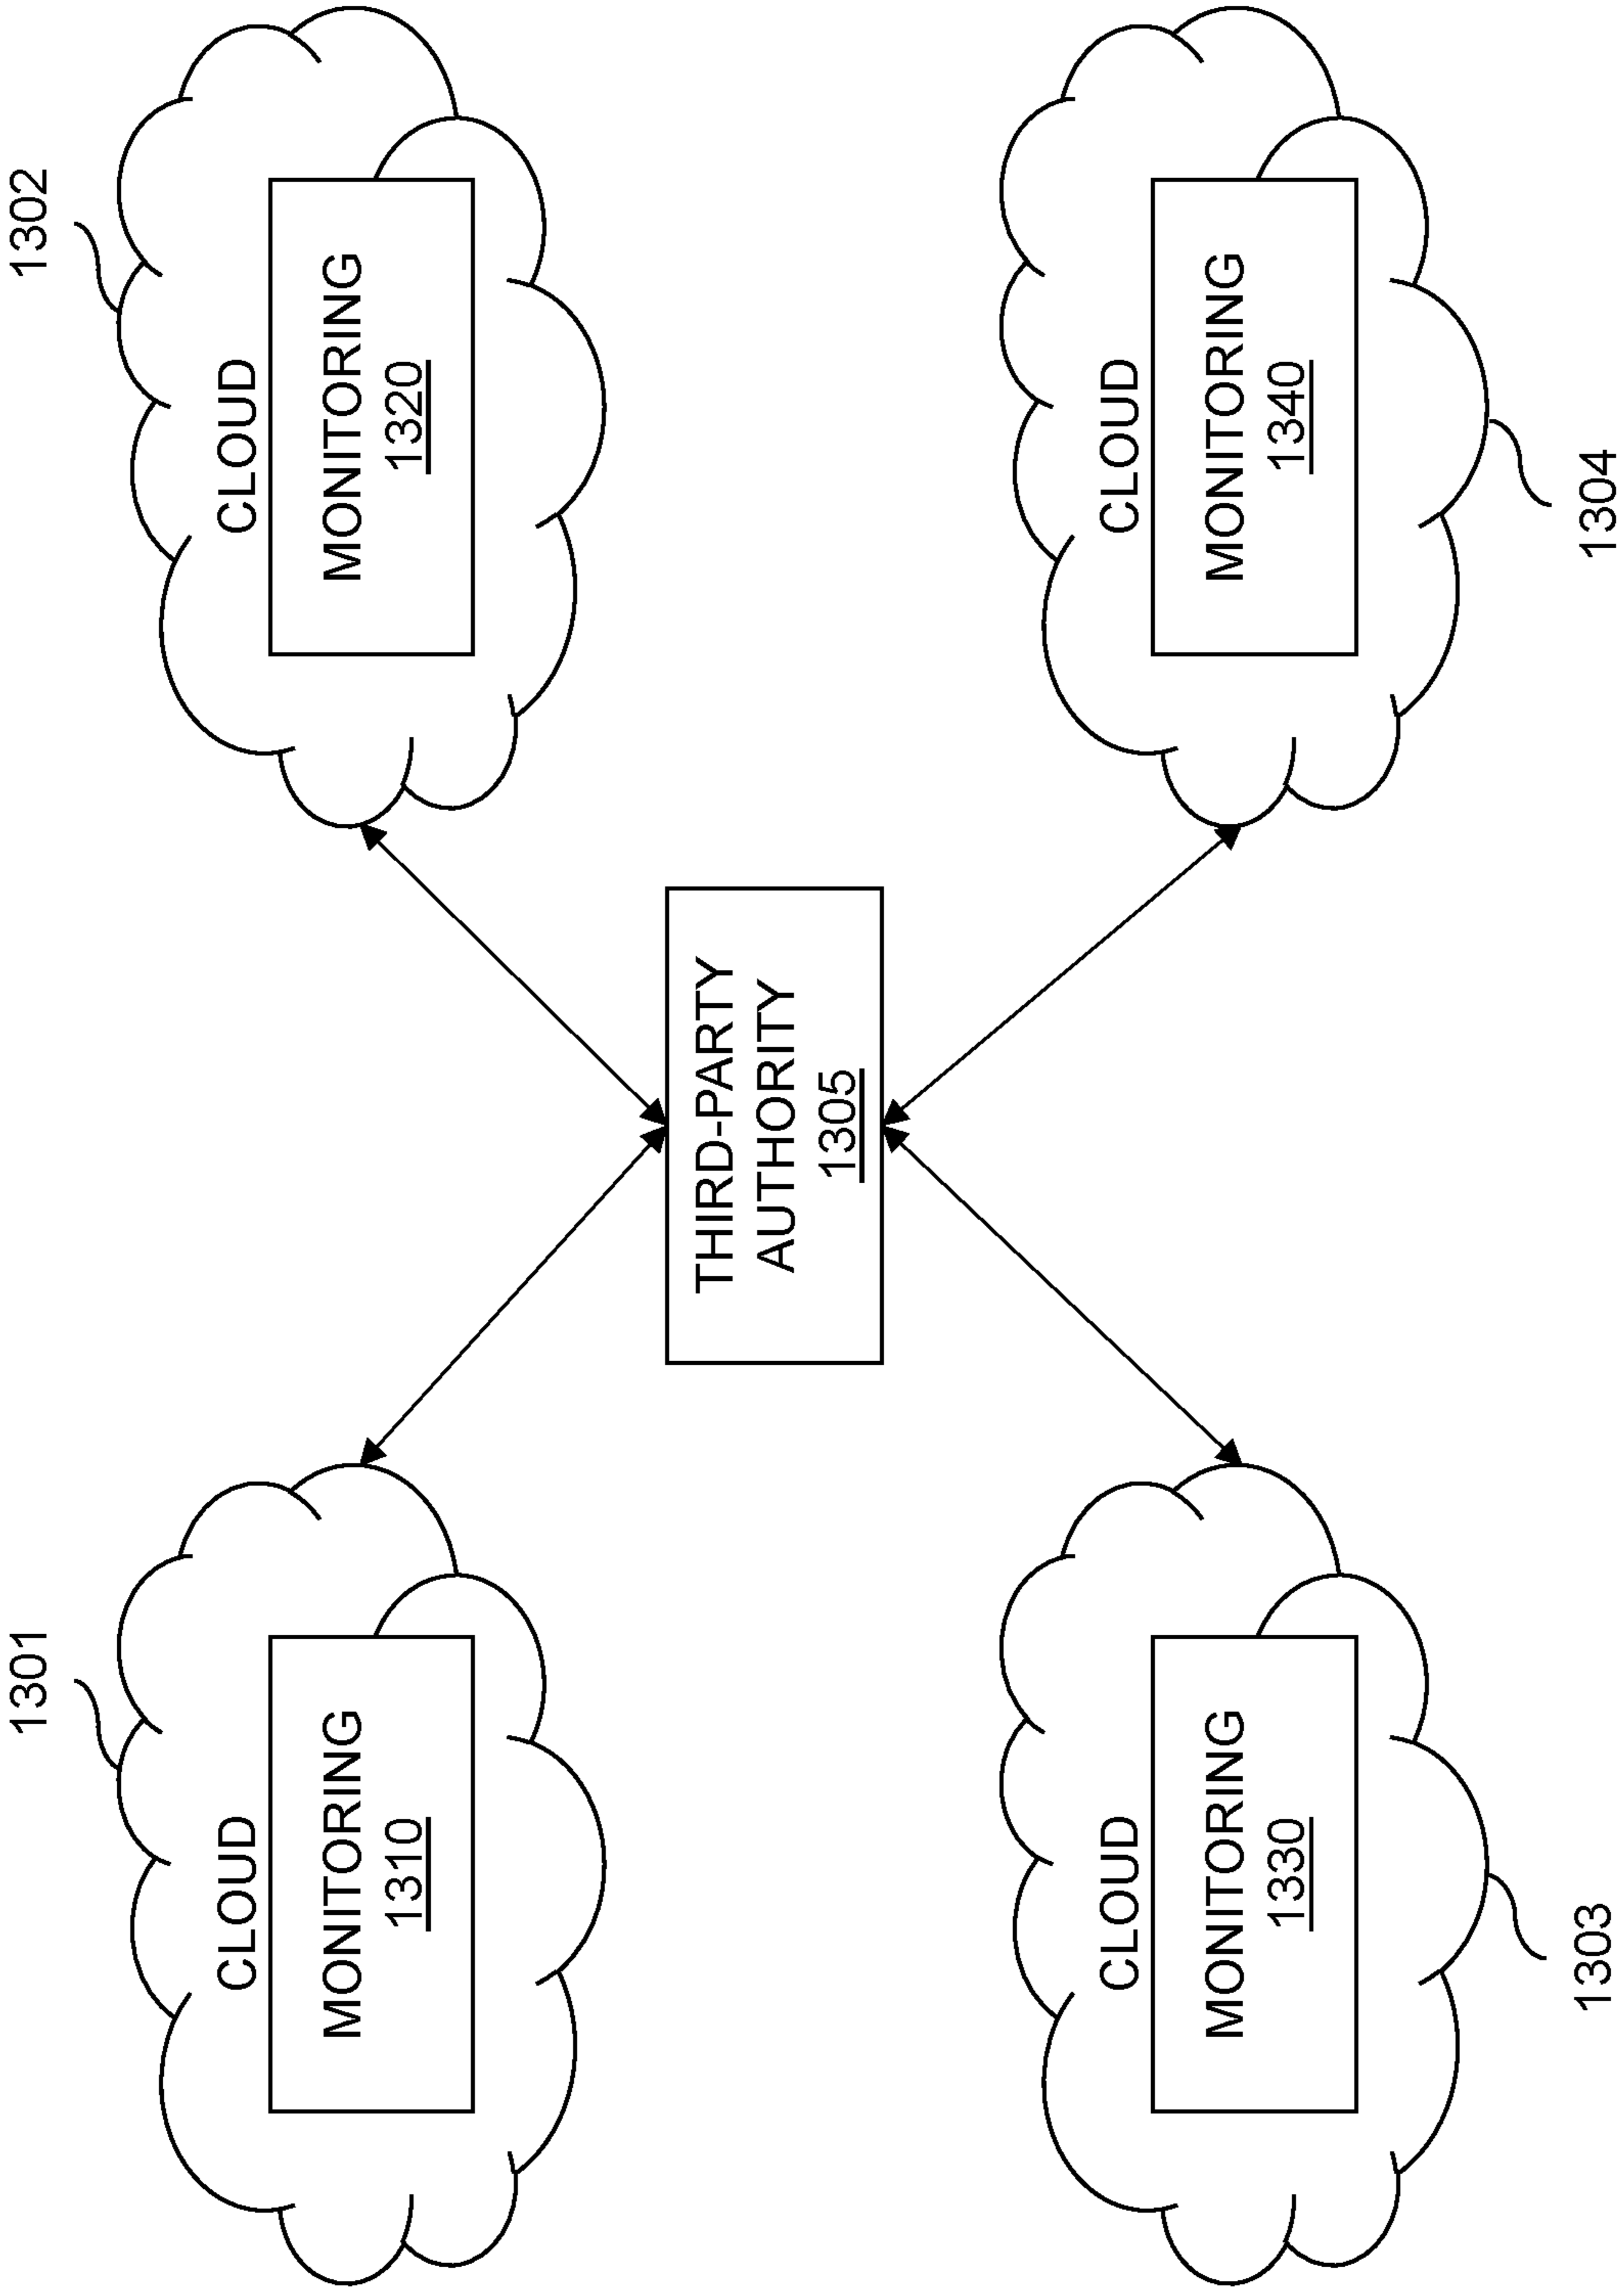 1301
CLOUD
MONITORING
1310
1302
CLOUD
MONITORING
1320
THIRD-PARTY
AUTHORITY
1305
CLOUD
MONITORING
1330
1303
CLOUD
MONITORING
1340
1304